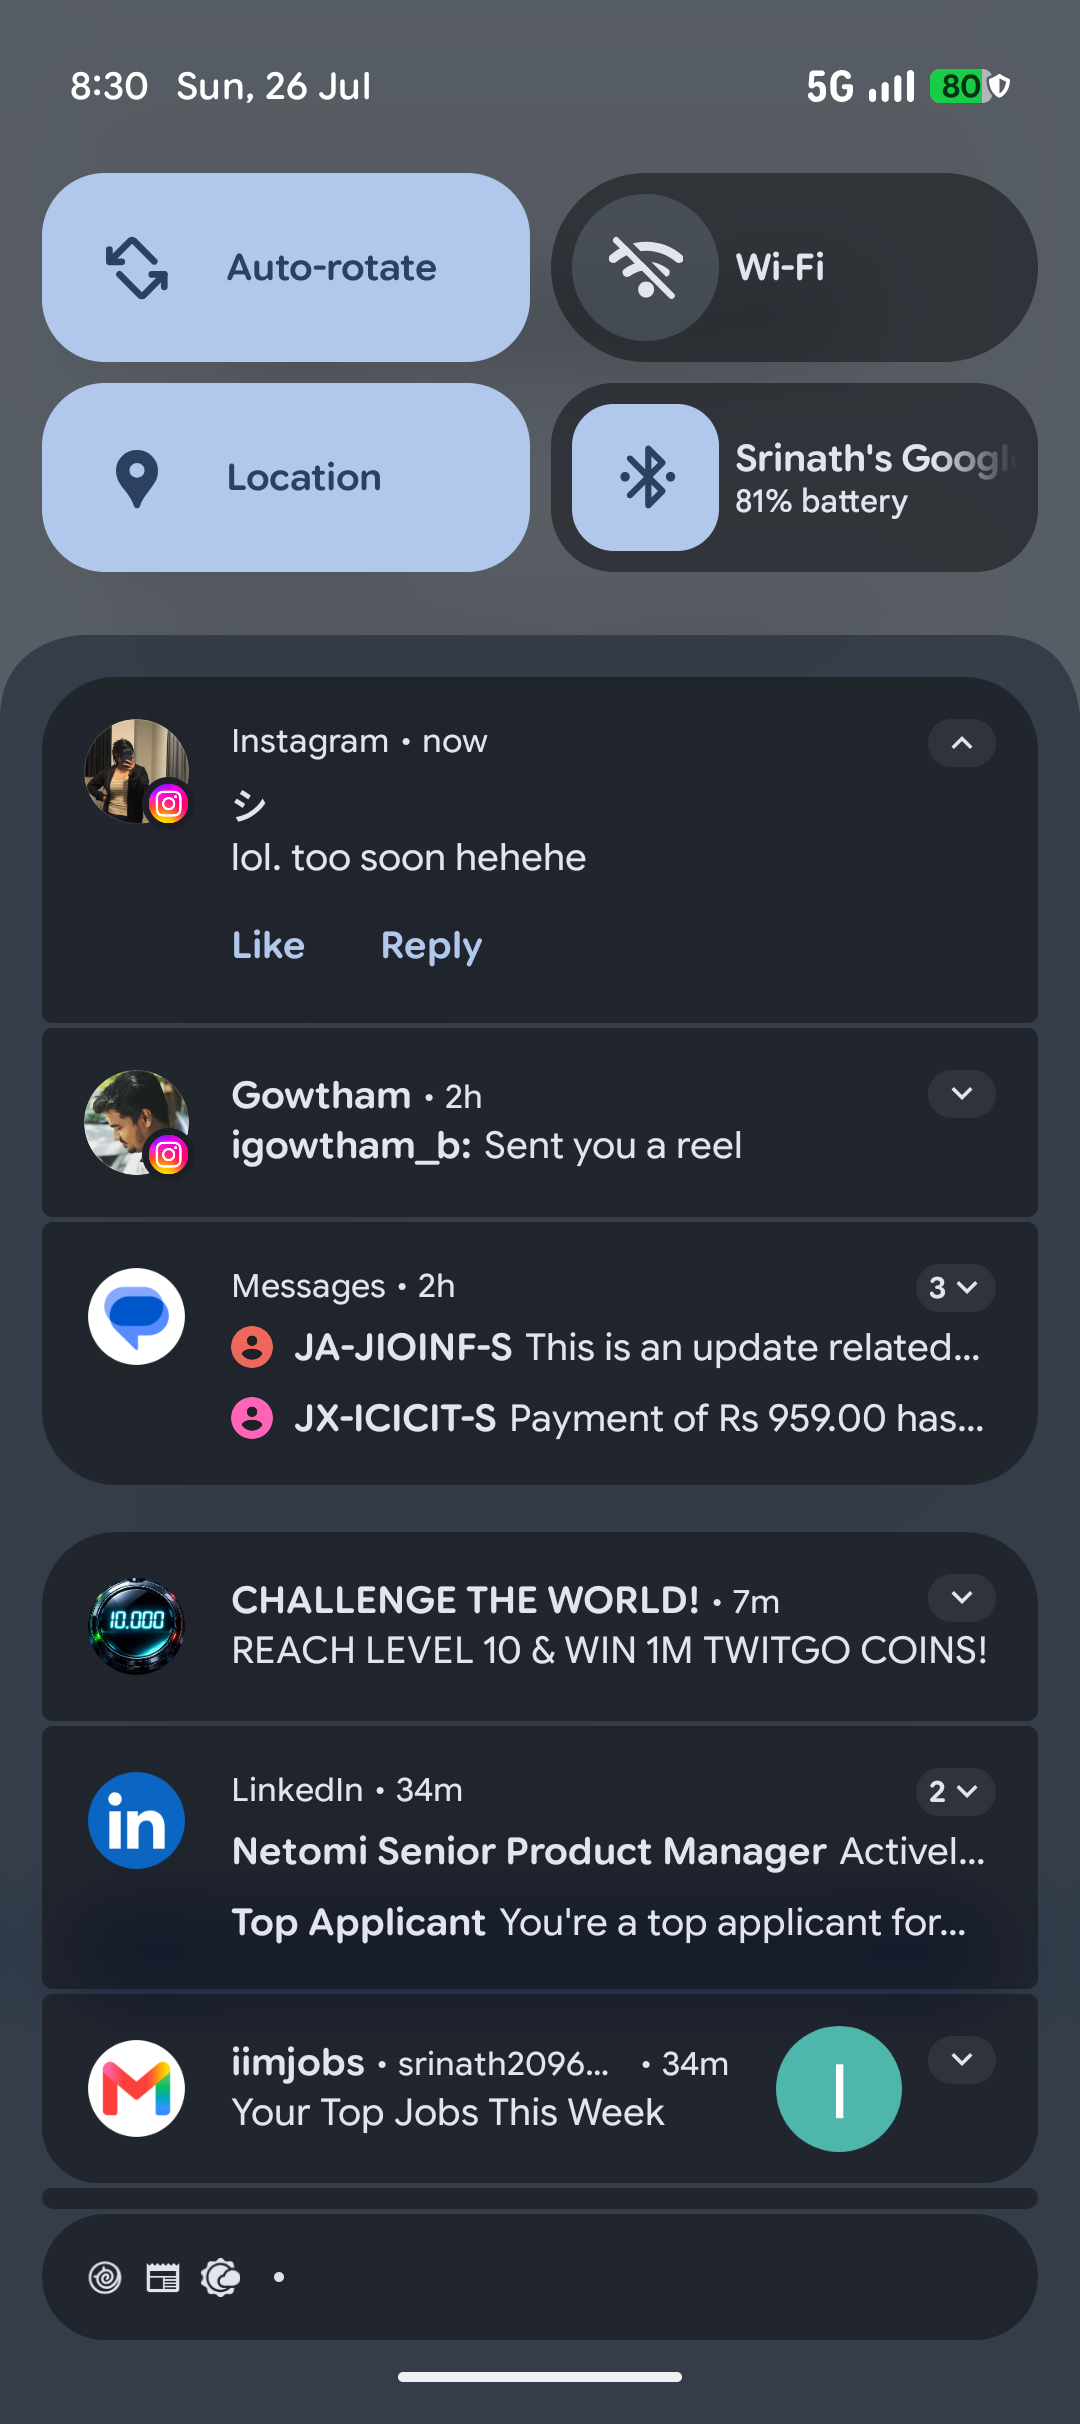 8:30 Sun, 26 Jul 5G 80
Auto-rotate
Wi-Fi
Location
Srinath's Googl
81% battery
Instagram • now
シ
lol. too soon hehehe
Like Reply
Gowtham • 2h
igowtham_b: Sent you a reel
Messages • 2h 3
JA-JIOINF-S This is an update related...
JX-ICICIT-S Payment of Rs 959.00 has...
CHALLENGE THE WORLD! • 7m
10.000
REACH LEVEL 10 & WIN 1M TWITGO COINS!
LinkedIn • 34m 2
in
Netomi Senior Product Manager Activel...
Top Applicant You're a top applicant for...
iimjobs • srinath2096... • 34m
I
Your Top Jobs This Week